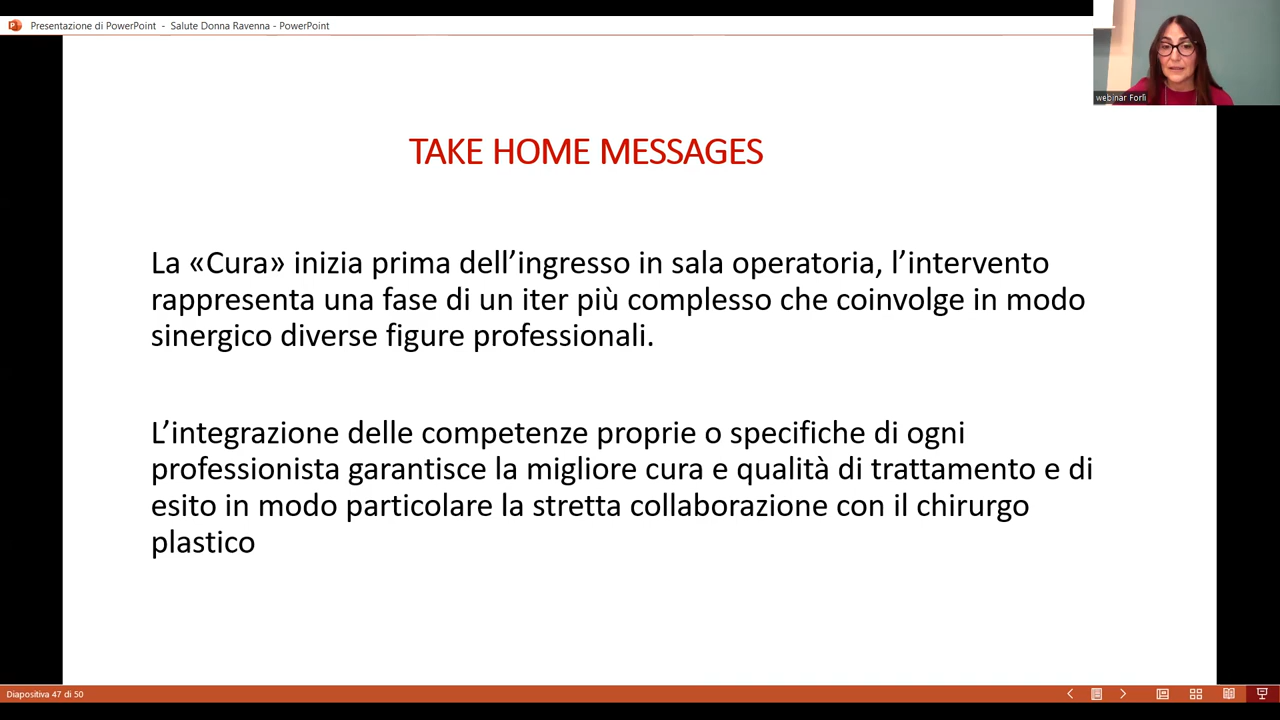 Presentazione di PowerPoint - Salute Donna Ravenna - PowerPoint
webinar Forlì
TAKE HOME MESSAGES
La «Cura» inizia prima dell’ingresso in sala operatoria, l’intervento
rappresenta una fase di un iter più complesso che coinvolge in modo
sinergico diverse figure professionali.
L’integrazione delle competenze proprie o specifiche di ogni
professionista garantisce la migliore cura e qualità di trattamento e di
esito in modo particolare la stretta collaborazione con il chirurgo
plastico
Diapositiva 47 di 50